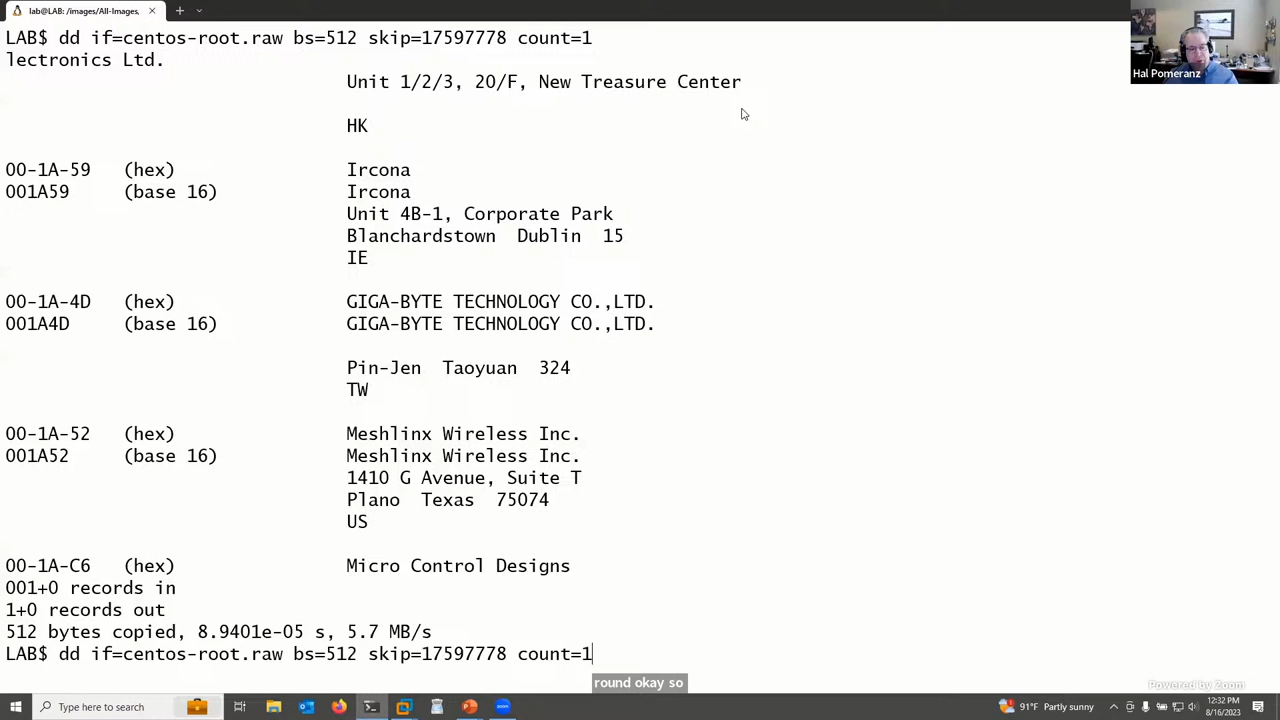 lab@LAB: /images/All-Images,
Hal Pomeranz
LAB$ dd if=centos-root.raw bs=512 skip=17597778 count=1
lectronics Ltd.
Unit 1/2/3, 20/F, New Treasure Center
HK
00-1A-59 (hex) Ircona
001A59 (base 16) Ircona
Unit 4B-1, Corporate Park
Blanchardstown Dublin 15
IE
00-1A-4D (hex) GIGA-BYTE TECHNOLOGY CO.,LTD.
001A4D (base 16) GIGA-BYTE TECHNOLOGY CO.,LTD.
Pin-Jen Taoyuan 324
TW
00-1A-52 (hex) Meshlinx Wireless Inc.
001A52 (base 16) Meshlinx Wireless Inc.
1410 G Avenue, Suite T
Plano Texas 75074
US
00-1A-C6 (hex) Micro Control Designs
001+0 records in
1+0 records out
512 bytes copied, 8.9401e-05 s, 5.7 MB/s
LAB$ dd if=centos-root.raw bs=512 skip=17597778 count=1
round okay so
Powered by Zoom
Type here to search
91°F Partly sunny
12:32 PM
8/16/2023